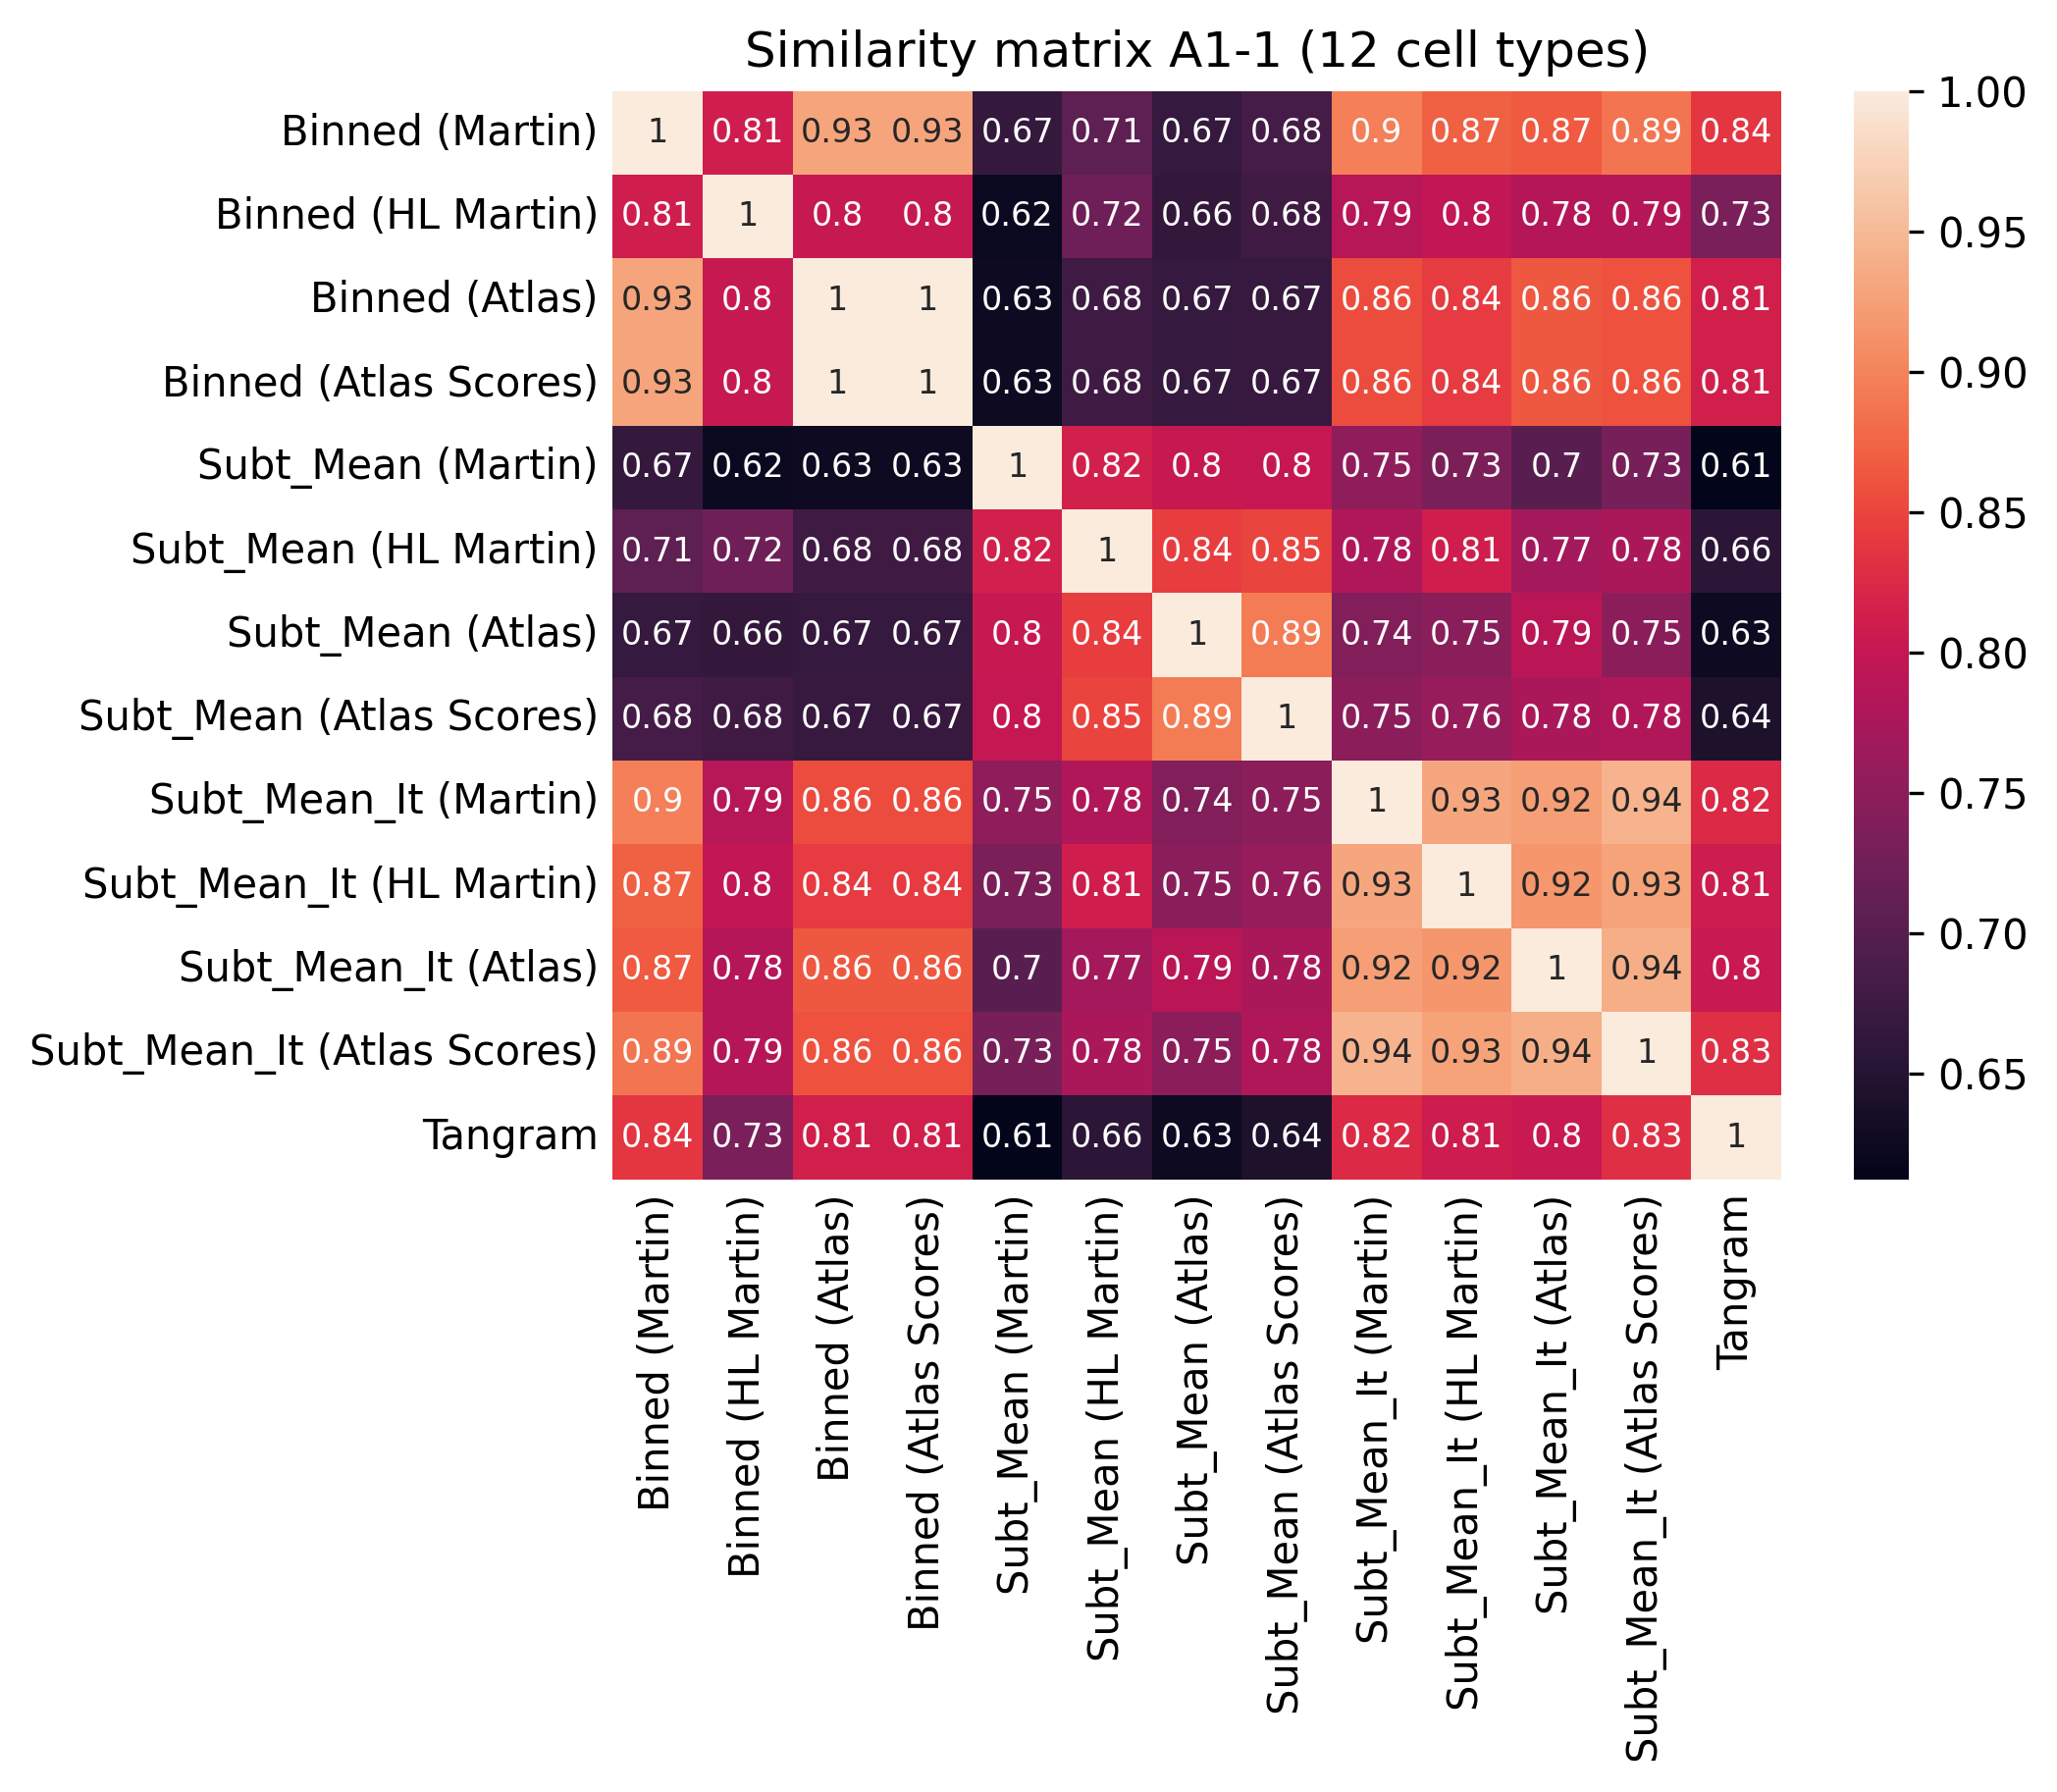 Similarity matrix A1-1 (12 cell types)
Binned (Martin) 1 0.81 0.93 0.93 0.67 0.71 0.67 0.68 0.9 0.87 0.87 0.89 0.84
Binned (HL Martin) 0.81 1 0.8 0.8 0.62 0.72 0.66 0.68 0.79 0.8 0.78 0.79 0.73
Binned (Atlas) 0.93 0.8 1 1 0.63 0.68 0.67 0.67 0.86 0.84 0.86 0.86 0.81
Binned (Atlas Scores) 0.93 0.8 1 1 0.63 0.68 0.67 0.67 0.86 0.84 0.86 0.86 0.81
Subt_Mean (Martin) 0.67 0.62 0.63 0.63 1 0.82 0.8 0.8 0.75 0.73 0.7 0.73 0.61
Subt_Mean (HL Martin) 0.71 0.72 0.68 0.68 0.82 1 0.84 0.85 0.78 0.81 0.77 0.78 0.66
Subt_Mean (Atlas) 0.67 0.66 0.67 0.67 0.8 0.84 1 0.89 0.74 0.75 0.79 0.75 0.63
Subt_Mean (Atlas Scores) 0.68 0.68 0.67 0.67 0.8 0.85 0.89 1 0.75 0.76 0.78 0.78 0.64
Subt_Mean_It (Martin) 0.9 0.79 0.86 0.86 0.75 0.78 0.74 0.75 1 0.93 0.92 0.94 0.82
Subt_Mean_It (HL Martin) 0.87 0.8 0.84 0.84 0.73 0.81 0.75 0.76 0.93 1 0.92 0.93 0.81
Subt_Mean_It (Atlas) 0.87 0.78 0.86 0.86 0.7 0.77 0.79 0.78 0.92 0.92 1 0.94 0.8
Subt_Mean_It (Atlas Scores) 0.89 0.79 0.86 0.86 0.73 0.78 0.75 0.78 0.94 0.93 0.94 1 0.83
Tangram 0.84 0.73 0.81 0.81 0.61 0.66 0.63 0.64 0.82 0.81 0.8 0.83 1
Binned (Martin)
Binned (HL Martin)
Binned (Atlas)
Binned (Atlas Scores)
Subt_Mean (Martin)
Subt_Mean (HL Martin)
Subt_Mean (Atlas)
Subt_Mean (Atlas Scores)
Subt_Mean_It (Martin)
Subt_Mean_It (HL Martin)
Subt_Mean_It (Atlas)
Subt_Mean_It (Atlas Scores)
Tangram
1.00
0.95
0.90
0.85
0.80
0.75
0.70
0.65